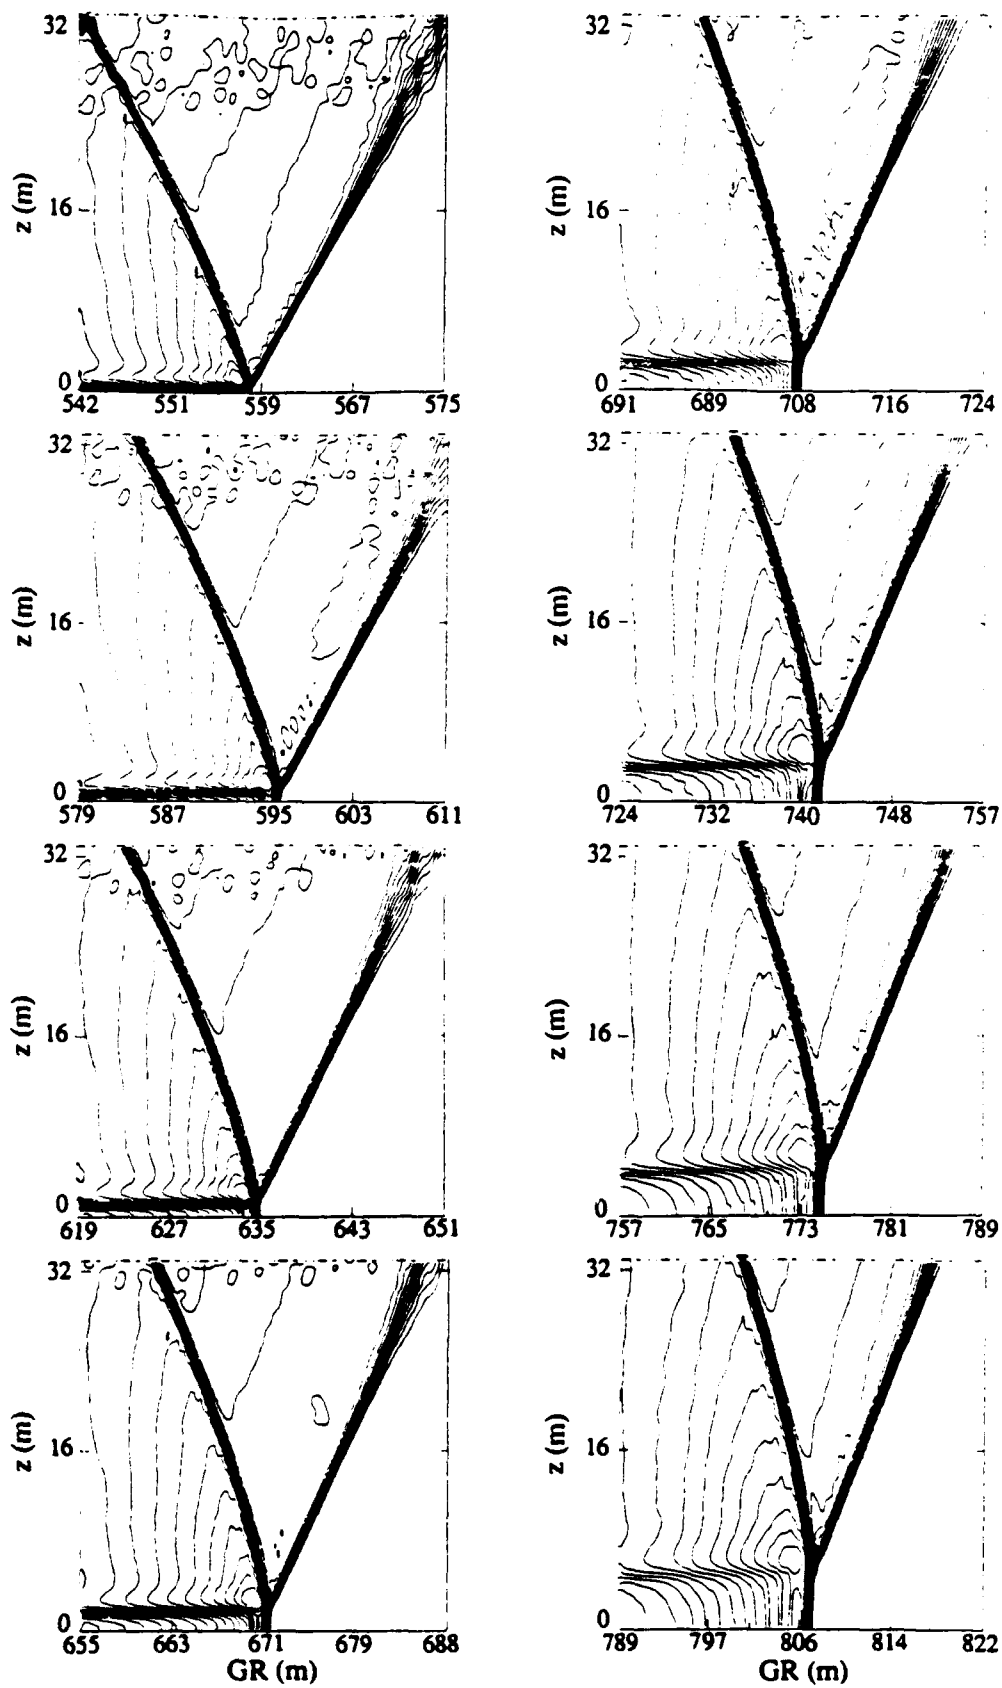 32
z (m)
16
0
542 551 559 567 575
32
z (m)
16
0
579 587 595 603 611
32
z (m)
16
0
619 627 635 643 651
32
z (m)
16
0
655 663 671 679 688
GR (m)
32
z (m)
16
0
691 689 708 716 724
32
z (m)
16
0
724 732 740 748 757
32
z (m)
16
0
757 765 773 781 789
32
z (m)
16
0
789 797 806 814 822
GR (m)